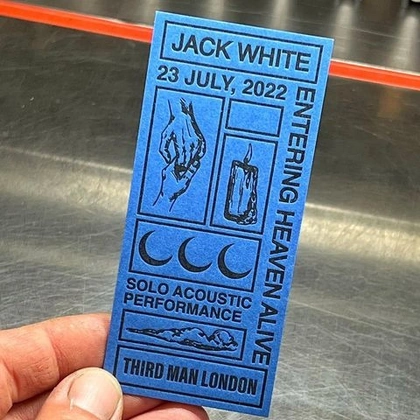 JACK WHITE
23 JULY, 2022
ENTERING HEAVEN ALIVE
SOLO ACOUSTIC
PERFORMANCE
THIRD MAN LONDON